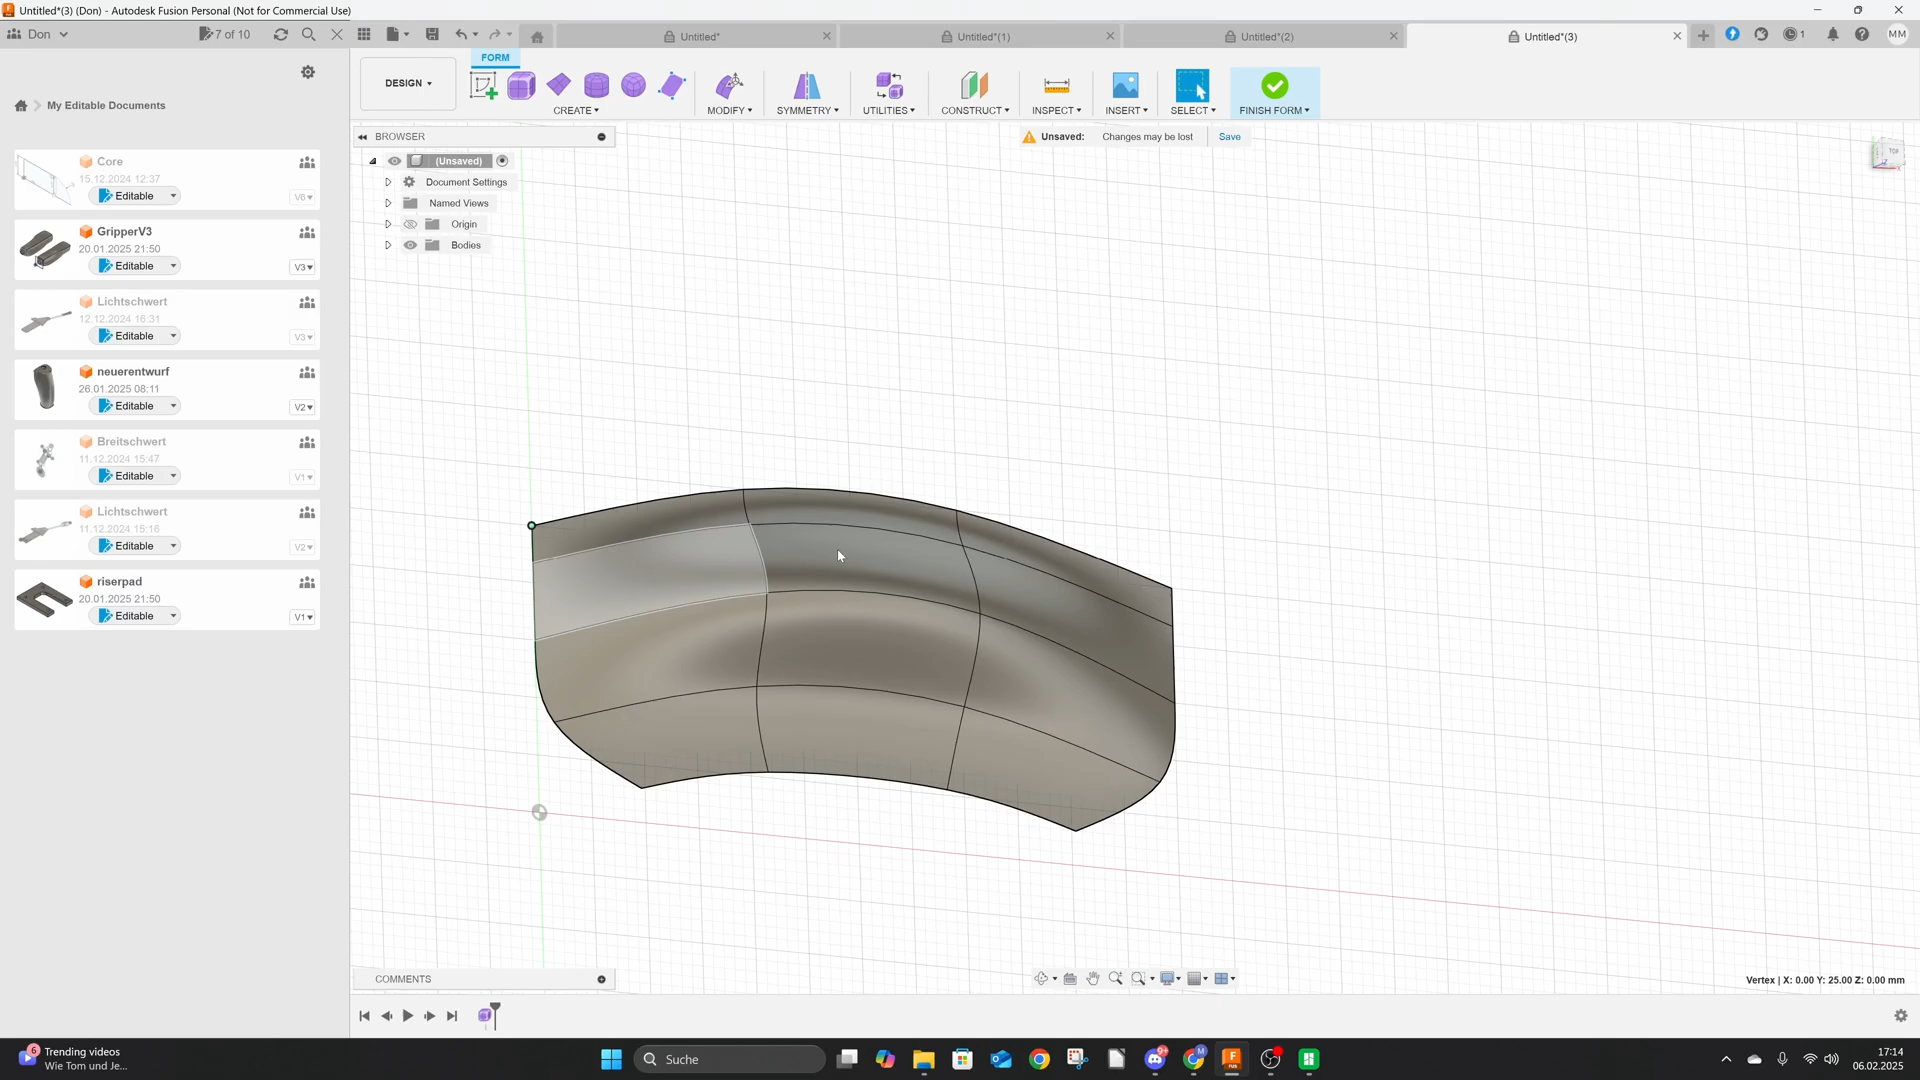 Untitled*(3) (Don) - Autodesk Fusion Personal (Not for Commercial Use)
Don
7 of 10
Untitled*
Untitled*(1)
Untitled*(2)
Untitled*(3)
1
MM
FORM
DESIGN
CREATE
MODIFY
SYMMETRY
UTILITIES
CONSTRUCT
INSPECT
INSERT
SELECT
FINISH FORM
My Editable Documents
BROWSER
Unsaved: Changes may be lost Save
(Unsaved)
Document Settings
Named Views
Origin
Bodies
TOP
Core
15.12.2024 12:37
Editable
V6
GripperV3
20.01.2025 21:50
Editable
V3
Lichtschwert
12.12.2024 16:31
Editable
V3
neuerentwurf
26.01.2025 08:11
Editable
V2
Breitschwert
11.12.2024 15:47
Editable
V1
Lichtschwert
11.12.2024 15:16
Editable
V2
riserpad
20.01.2025 21:50
Editable
V1
COMMENTS
Vertex | X: 0.00 Y: 25.00 Z: 0.00 mm
6
Trending videos
Wie Tom und Je...
Suche
17:14
06.02.2025